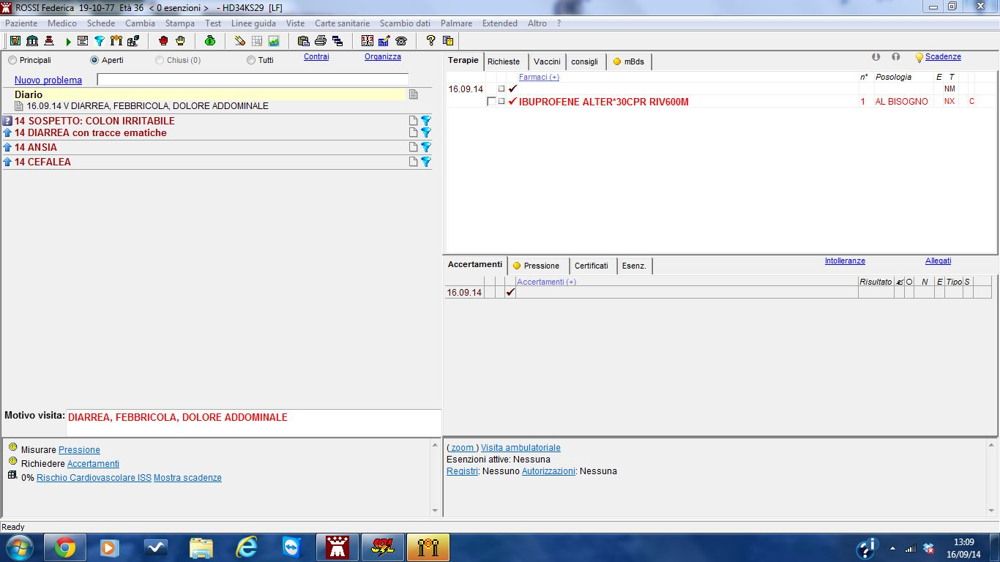 ROSSI Federica 19-10-77 Età 36 < 0 esenzioni > - HD34KS29 [LF]
Paziente Medico Schede Cambia Stampa Test Linee guida Viste Carte sanitarie Scambio dati Palmare Extended Altro ?
Principali Aperti Chiusi (0) Tutti Contrai Organizza
Nuovo problema
Diario
16.09.14 V DIARREA, FEBBRICOLA, DOLORE ADDOMINALE
14 SOSPETTO: COLON IRRITABILE
14 DIARREA con tracce ematiche
14 ANSIA
14 CEFALEA
Motivo visita: DIARREA, FEBBRICOLA, DOLORE ADDOMINALE
Misurare Pressione
Richiedere Accertamenti
0% Rischio Cardiovascolare ISS Mostra scadenze
Terapie Richieste Vaccini consigli mBds Scadenze
Farmaci (+) n° Posologia E T
16.09.14 NM
IBUPROFENE ALTER*30CPR RIV600M 1 AL BISOGNO NX C
Accertamenti Pressione Certificati Esenz. Intolleranze Allegati
Accertamenti (+) Risultato N E Tipo S
16.09.14
( zoom ) Visita ambulatoriale
Esenzioni attive: Nessuna
Registri: Nessuno Autorizzazioni: Nessuna
Ready
13:09
16/09/14